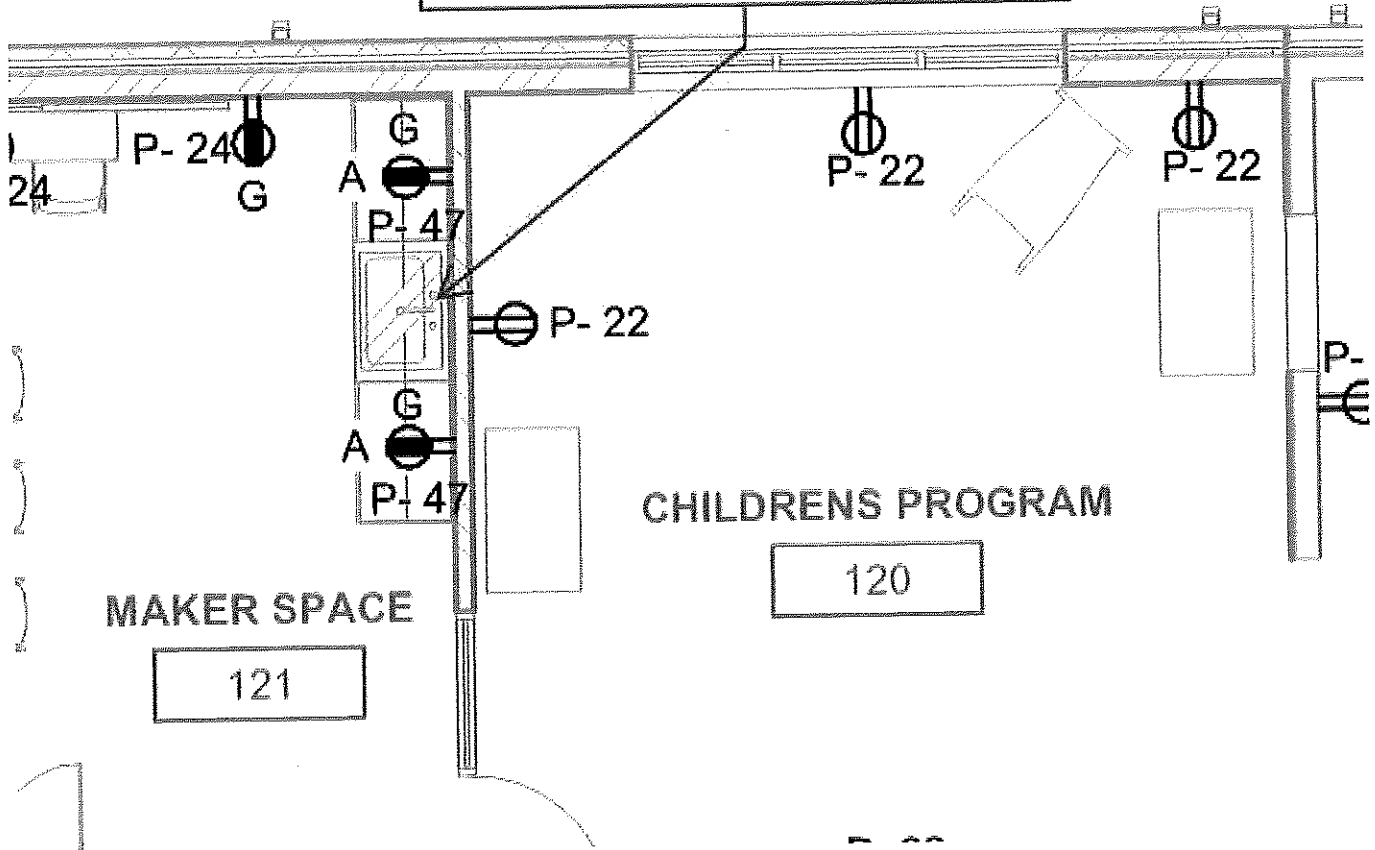 P- 24
G
24
G
A
P- 47
P- 22
P- 22
P- 22
G
A
P- 47
P-
CHILDRENS PROGRAM
120
MAKER SPACE
121